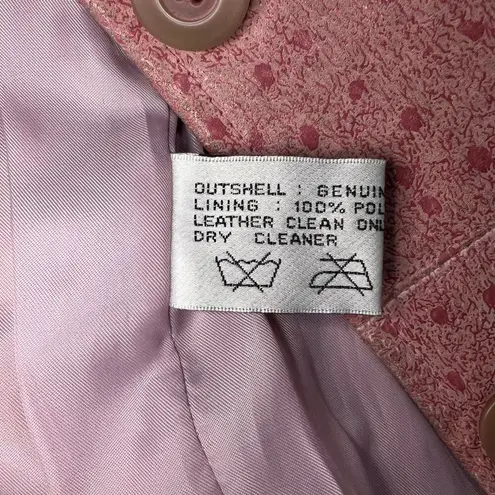 OUTSHELL : GENUIN
LINING : 100% POL
LEATHER CLEAN ONL
DRY CLEANER